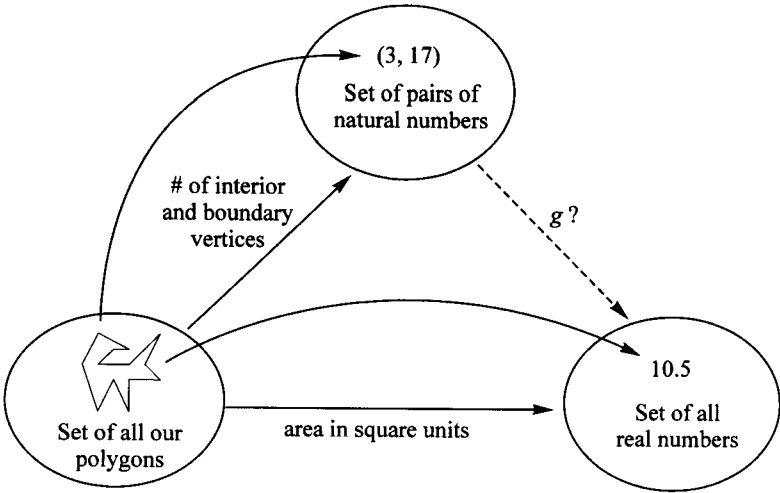 (3, 17)
Set of pairs of
natural numbers
# of interior
and boundary
vertices
g ?
10.5
Set of all
real numbers
Set of all our
polygons
area in square units